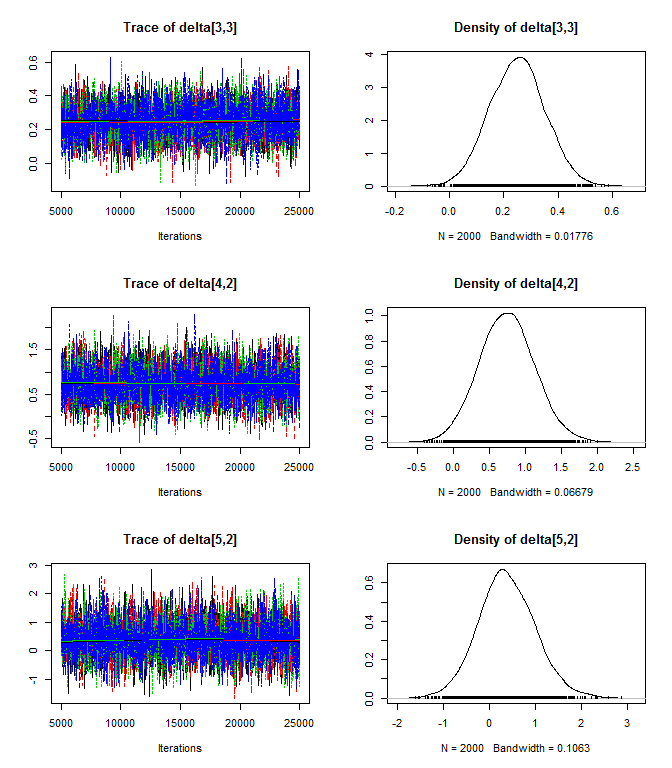 Trace of delta[3,3]
0.0 0.2 0.4 0.6
5000 10000 15000 20000 25000
Iterations
Density of delta[3,3]
0 1 2 3 4
-0.2 0.0 0.2 0.4 0.6
N = 2000 Bandwidth = 0.01776
Trace of delta[4,2]
-0.5 0.5 1.5
5000 10000 15000 20000 25000
Iterations
Density of delta[4,2]
0.0 0.2 0.4 0.6 0.8 1.0
-0.5 0.0 0.5 1.0 1.5 2.0 2.5
N = 2000 Bandwidth = 0.06679
Trace of delta[5,2]
-1 0 1 2 3
5000 10000 15000 20000 25000
Iterations
Density of delta[5,2]
0.0 0.2 0.4 0.6
-2 -1 0 1 2 3
N = 2000 Bandwidth = 0.1063